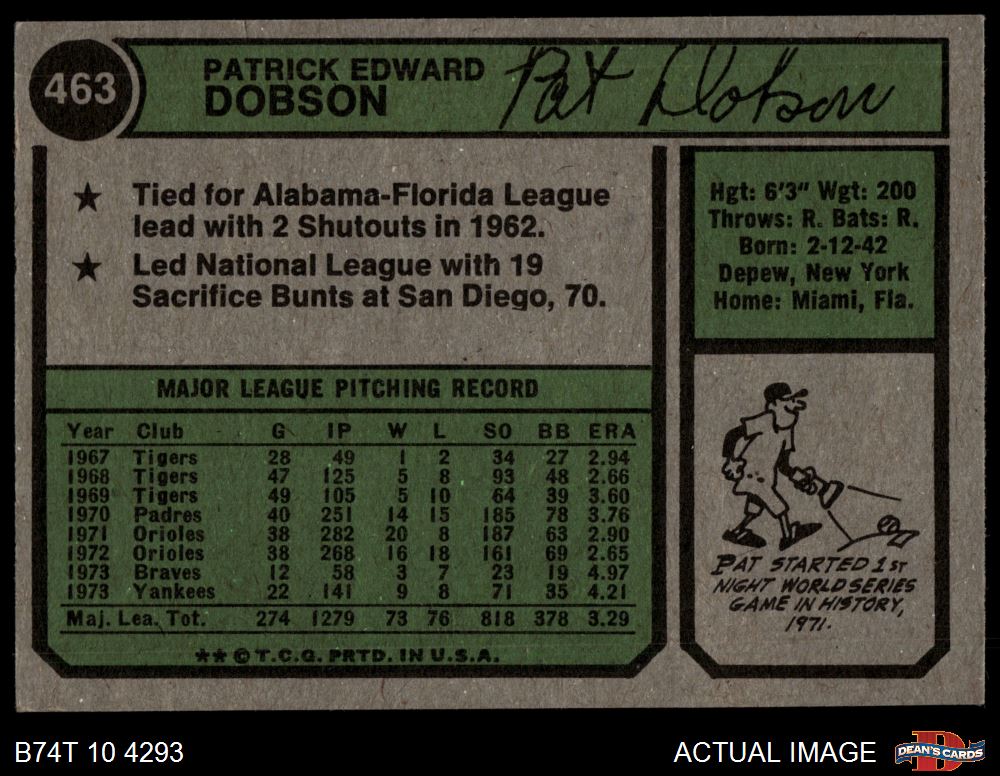 463
PATRICK EDWARD
DOBSON
Pat Dobson
★ Tied for Alabama-Florida League
lead with 2 Shutouts in 1962.
★ Led National League with 19
Sacrifice Bunts at San Diego, 70.
Hgt: 6'3" Wgt: 200
Throws: R. Bats: R.
Born: 2-12-42
Depew, New York
Home: Miami, Fla.
MAJOR LEAGUE PITCHING RECORD
Year Club G IP W L SO BB ERA
1967 Tigers 28 49 1 2 34 27 2.94
1968 Tigers 47 125 5 8 93 48 2.66
1969 Tigers 49 105 5 10 64 39 3.60
1970 Padres 40 251 14 15 185 78 3.76
1971 Orioles 38 282 20 8 187 63 2.90
1972 Orioles 38 268 16 18 161 69 2.65
1973 Braves 12 58 3 7 23 19 4.97
1973 Yankees 22 141 9 8 71 35 4.21
Maj. Lea. Tot. 274 1279 73 76 818 378 3.29
★★ © T.C.G. PRTD. IN U.S.A.
PAT STARTED 1ST
NIGHT WORLD SERIES
GAME IN HISTORY,
1971.
B74T 10 4293
ACTUAL IMAGE
DEAN'S CARDS